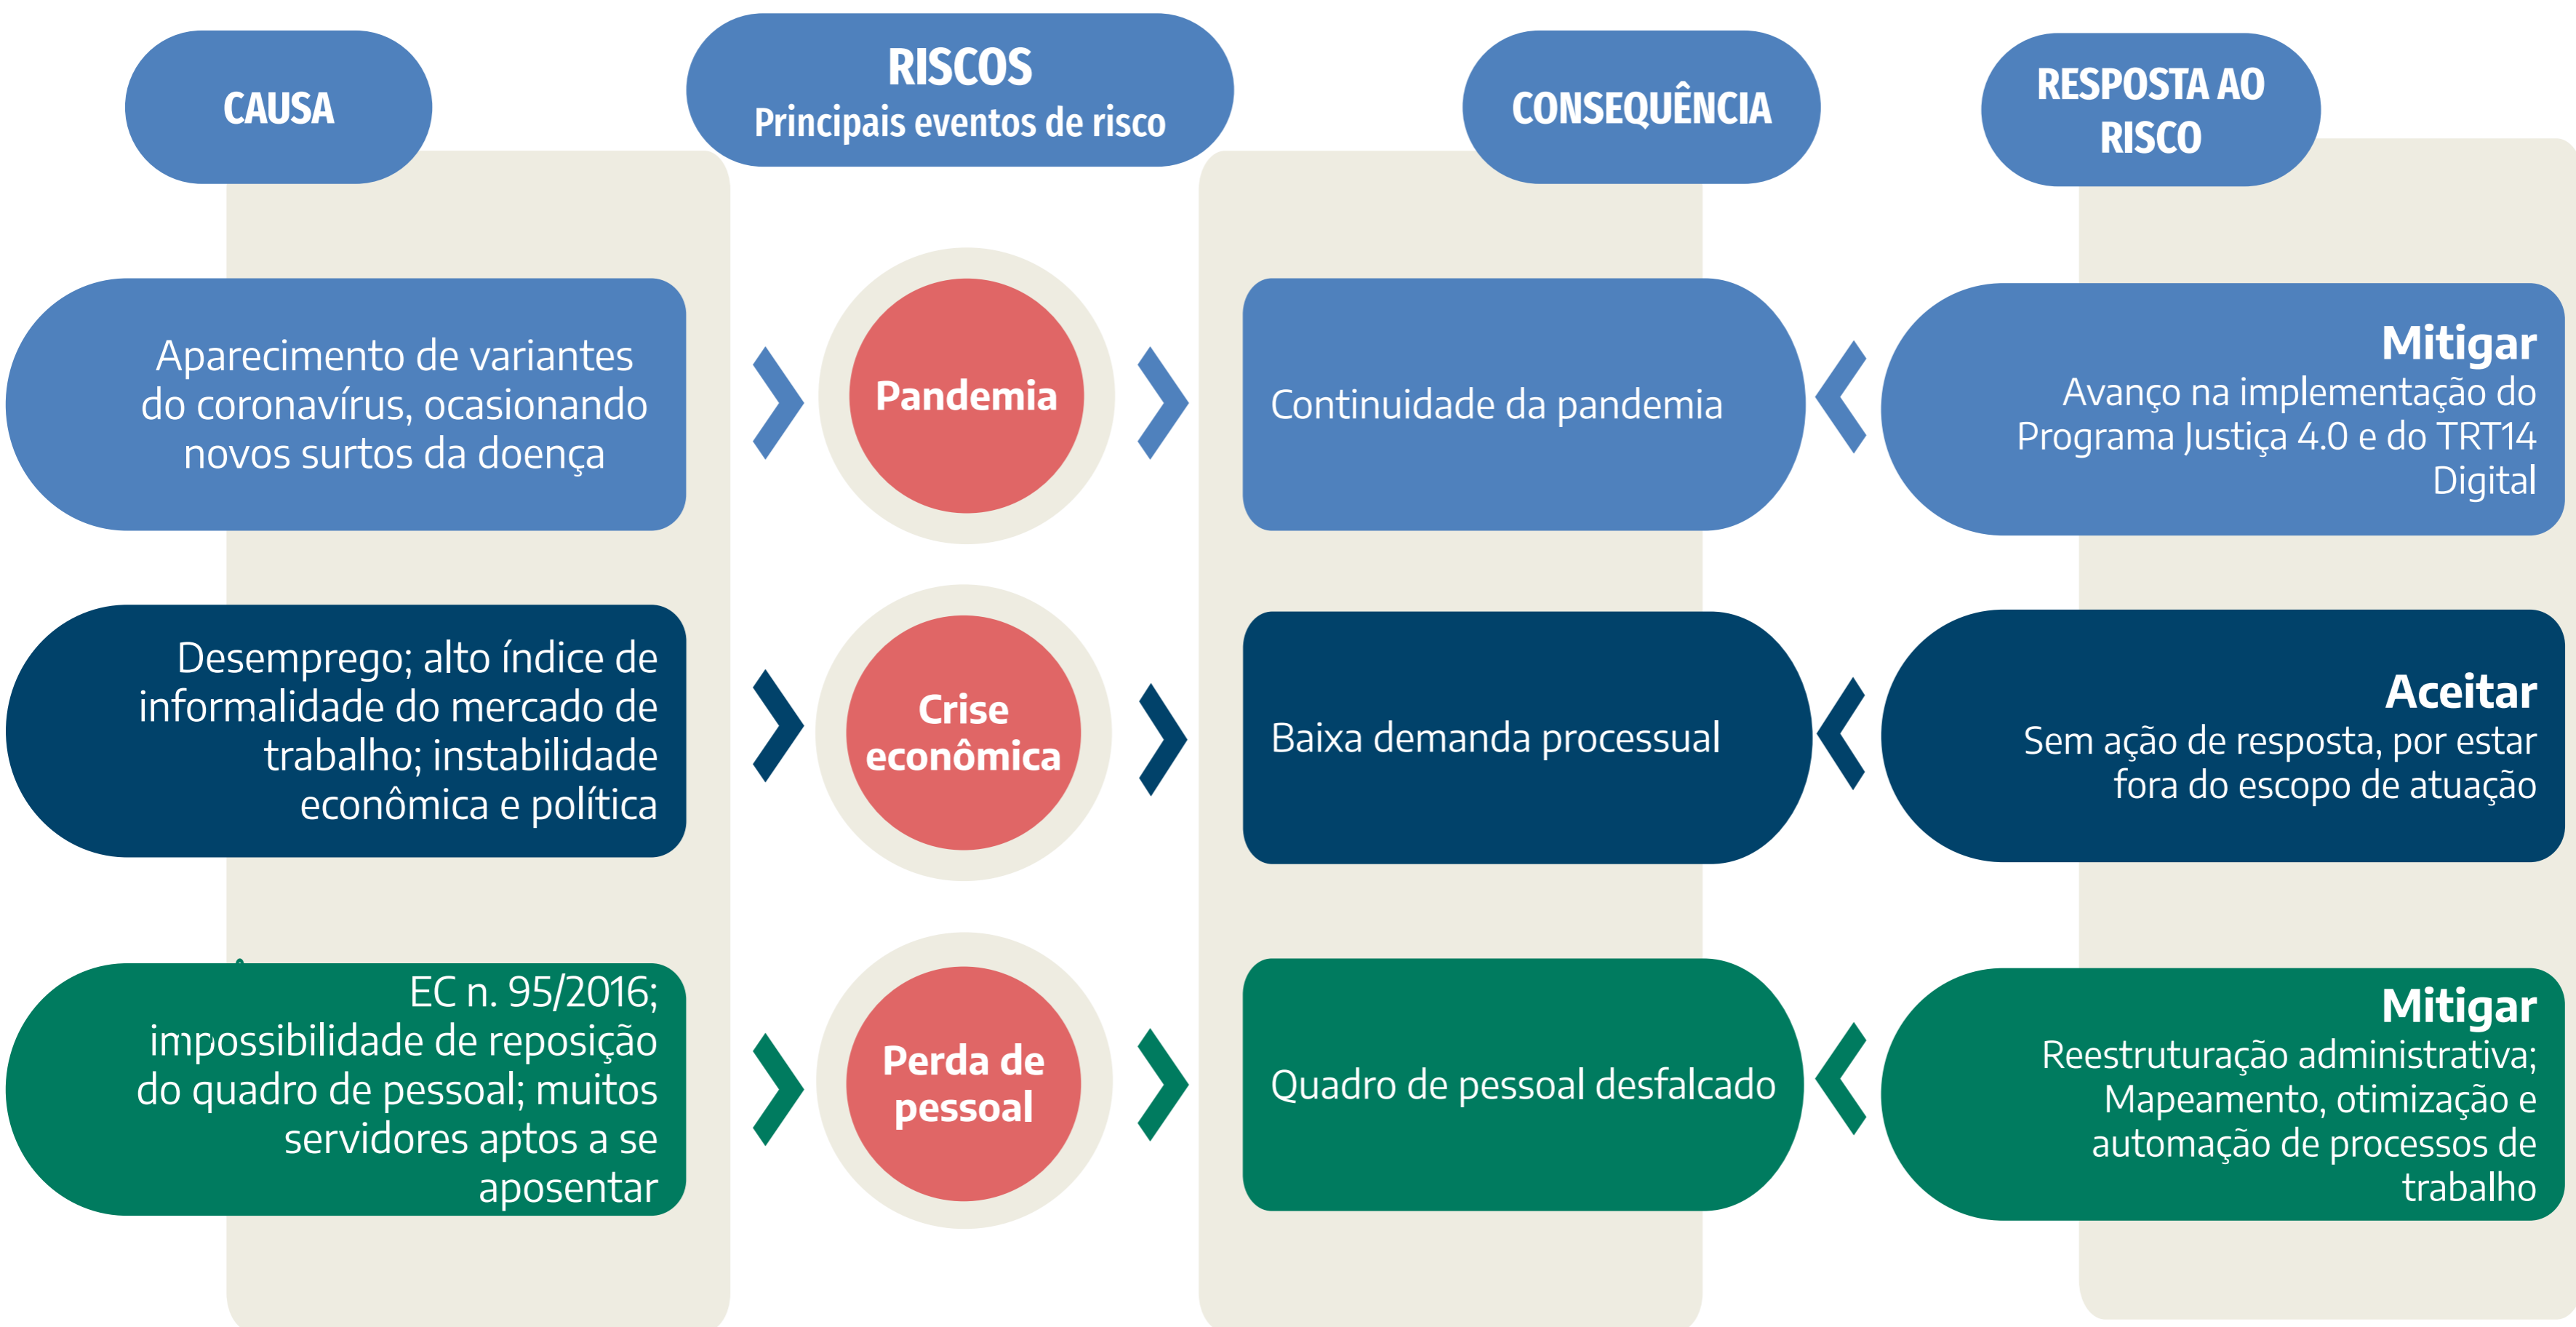 CAUSA
RISCOS
Principais eventos de risco
CONSEQUÊNCIA
RESPOSTA AO
RISCO
Aparecimento de variantes
do coronavírus, ocasionando
novos surtos da doença
Pandemia
Continuidade da pandemia
Mitigar
Avanço na implementação do
Programa Justiça 4.0 e do TRT14
Digital
Desemprego; alto índice de
informalidade do mercado de
trabalho; instabilidade
econômica e política
Crise
econômica
Baixa demanda processual
Aceitar
Sem ação de resposta, por estar
fora do escopo de atuação
EC n. 95/2016;
impossibilidade de reposição
do quadro de pessoal; muitos
servidores aptos a se
aposentar
Perda de
pessoal
Quadro de pessoal desfalcado
Mitigar
Reestruturação administrativa;
Mapeamento, otimização e
automação de processos de
trabalho